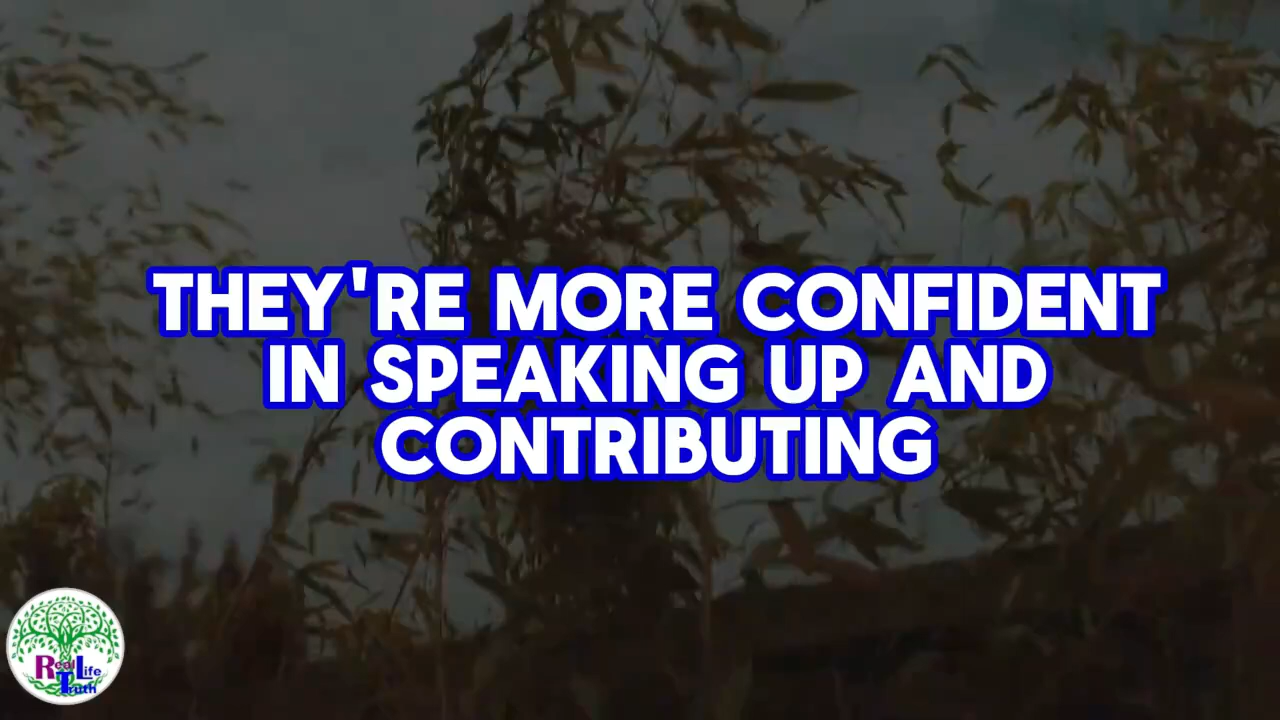 THEY'RE MORE CONFIDENT
IN SPEAKING UP AND
CONTRIBUTING
Real Life
Truth